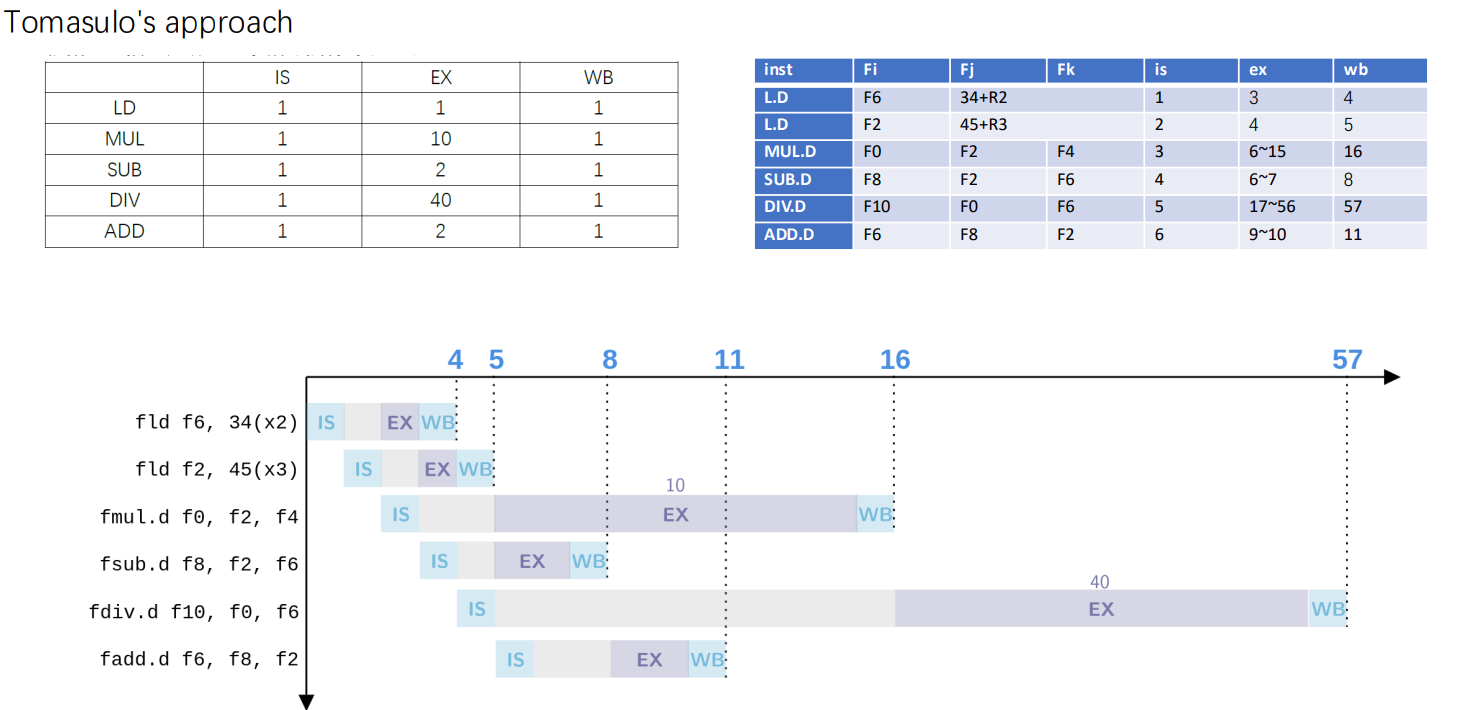 Tomasulo's approach
IS EX WB
LD 1 1 1
MUL 1 10 1
SUB 1 2 1
DIV 1 40 1
ADD 1 2 1
inst Fi Fj Fk is ex wb
L.D F6 34+R2 1 3 4
L.D F2 45+R3 2 4 5
MUL.D F0 F2 F4 3 6~15 16
SUB.D F8 F2 F6 4 6~7 8
DIV.D F10 F0 F6 5 17~56 57
ADD.D F6 F8 F2 6 9~10 11
4 5 8 11 16 57
fld f6, 34(x2) IS EX WB
fld f2, 45(x3) IS EX WB
10
fmul.d f0, f2, f4 IS EX WB
fsub.d f8, f2, f6 IS EX WB
40
fdiv.d f10, f0, f6 IS EX WB
fadd.d f6, f8, f2 IS EX WB